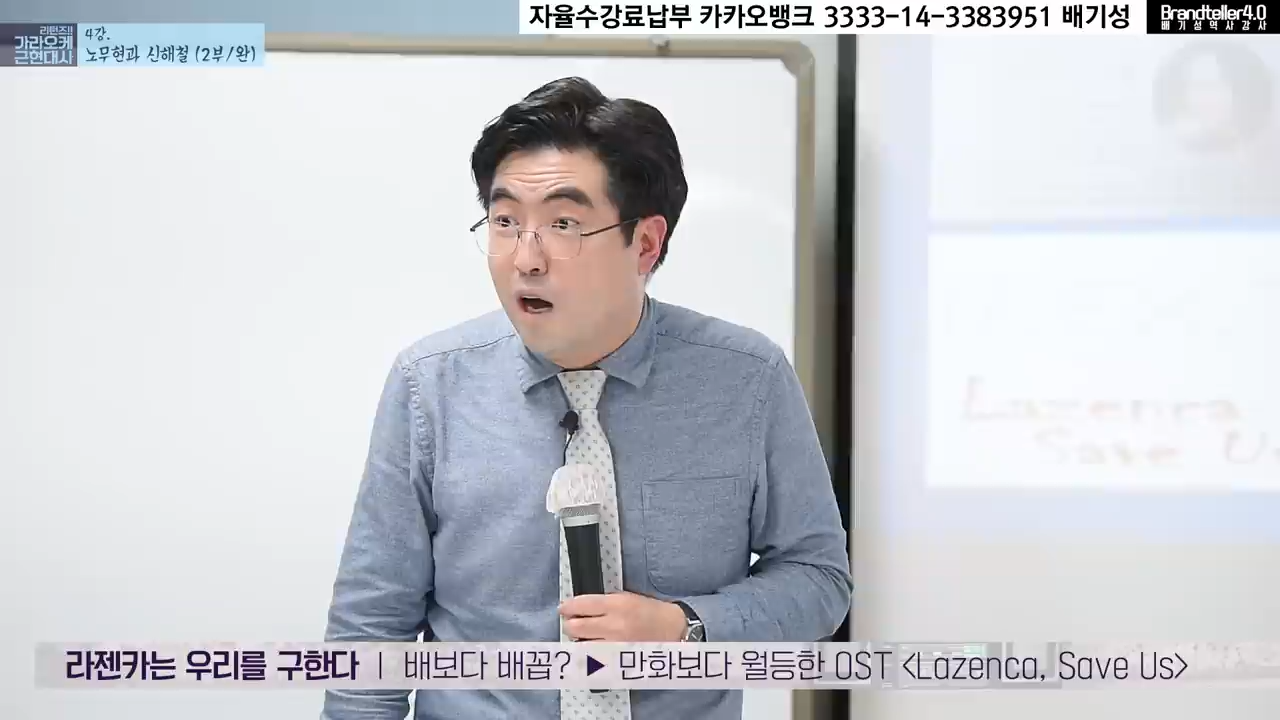 자율수강료납부 카카오뱅크 3333-14-3383951 배기성
Brandteller4.0
배기성역사강사
리턴즈!!
가라오케
근현대사
4강.
노무현과 신해철 (2부/완)
Lazenca
Save Us
라젠카는 우리를 구한다 | 배보다 배꼽? ▶ 만화보다 월등한 OST <Lazenca, Save Us>